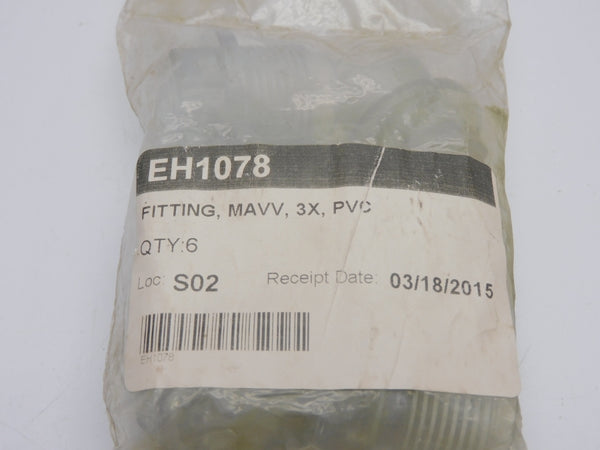 EH1078
FITTING, MAVV, 3X, PVC
QTY:6
Loc: S02 Receipt Date: 03/18/2015
EH1078